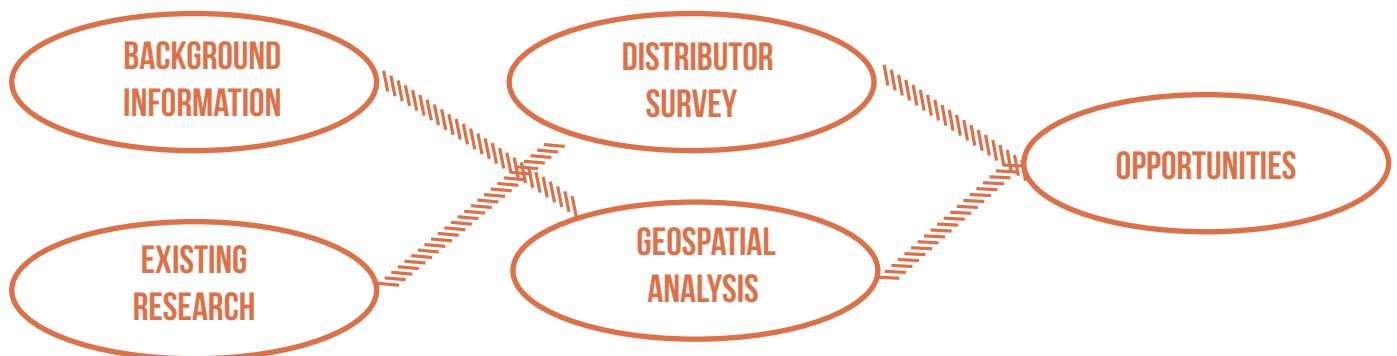 BACKGROUND
INFORMATION
DISTRIBUTOR
SURVEY
OPPORTUNITIES
EXISTING
RESEARCH
GEOSPATIAL
ANALYSIS